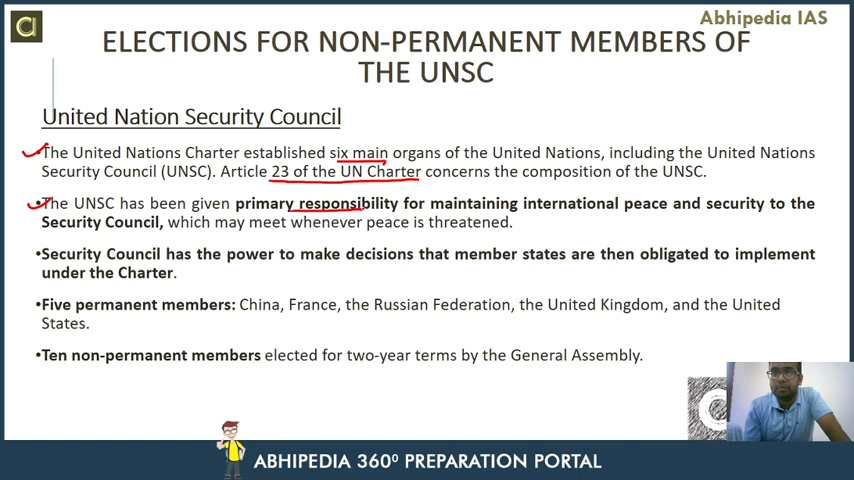 Abhipedia IAS
ELECTIONS FOR NON-PERMANENT MEMBERS OF
THE UNSC
United Nation Security Council
•The United Nations Charter established six main organs of the United Nations, including the United Nations
Security Council (UNSC). Article 23 of the UN Charter concerns the composition of the UNSC.
•The UNSC has been given primary responsibility for maintaining international peace and security to the
Security Council, which may meet whenever peace is threatened.
•Security Council has the power to make decisions that member states are then obligated to implement
under the Charter.
•Five permanent members: China, France, the Russian Federation, the United Kingdom, and the United
States.
•Ten non-permanent members elected for two-year terms by the General Assembly.
ABHIPEDIA 360⁰ PREPARATION PORTAL